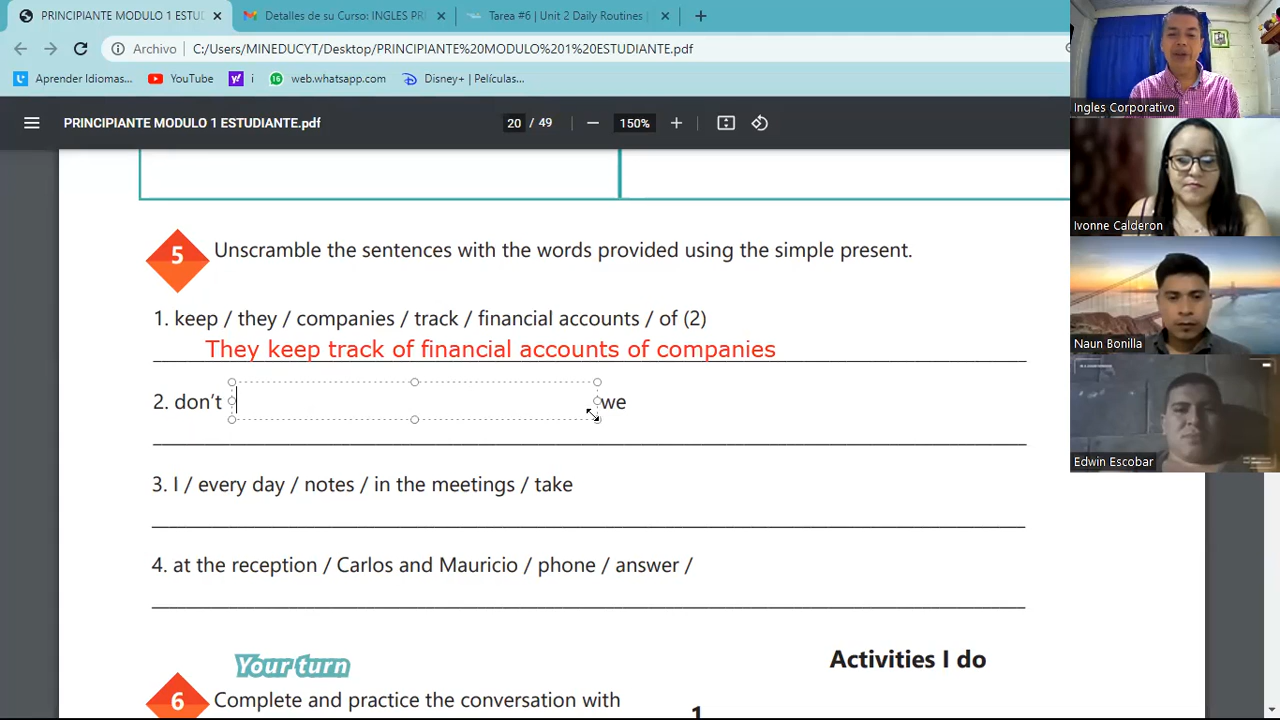 PRINCIPIANTE MODULO 1 ESTUD
Detalles de su Curso: INGLES PRI
Tarea #6 | Unit 2 Daily Routines |
Archivo
C:/Users/MINEDUCYT/Desktop/PRINCIPIANTE%20MODULO%201%20ESTUDIANTE.pdf
Aprender Idiomas...
YouTube
i
16
web.whatsapp.com
Disney+ | Películas...
PRINCIPIANTE MODULO 1 ESTUDIANTE.pdf
20 / 49
150%
Ingles Corporativo
Ivonne Calderon
Naun Bonilla
Edwin Escobar
5 Unscramble the sentences with the words provided using the simple present.
1. keep / they / companies / track / financial accounts / of (2)
They keep track of financial accounts of companies
2. don’t we
3. I / every day / notes / in the meetings / take
4. at the reception / Carlos and Mauricio / phone / answer /
Your turn
Activities I do
6 Complete and practice the conversation with
1